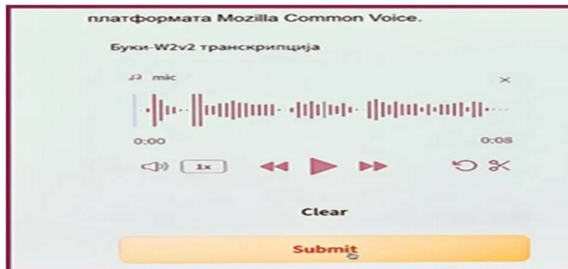 платформата Mozilla Common Voice.
Буки-W2v2 транскрипција
mic
0:00 0:08
1x
Clear
Submit